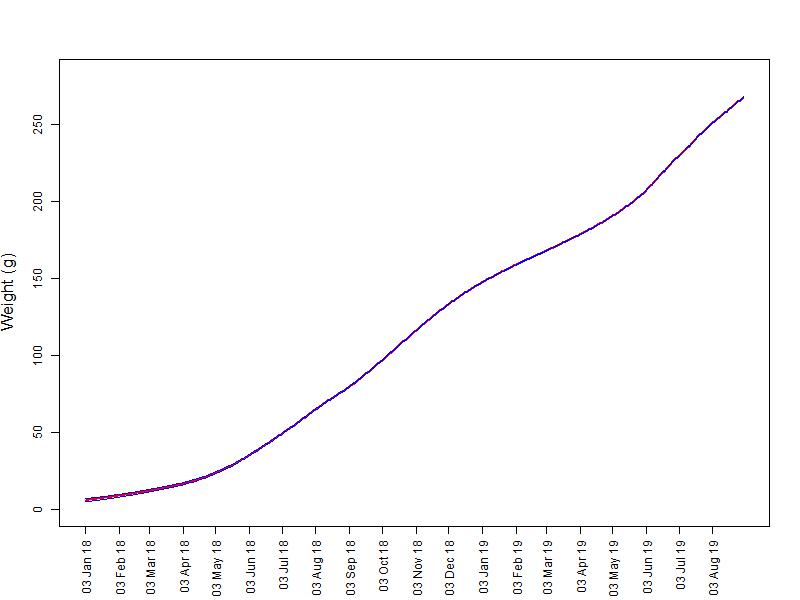 Weight (g)
250
200
150
100
50
0
03 Jan 18
03 Feb 18
03 Mar 18
03 Apr 18
03 May 18
03 Jun 18
03 Jul 18
03 Aug 18
03 Sep 18
03 Oct 18
03 Nov 18
03 Dec 18
03 Jan 19
03 Feb 19
03 Mar 19
03 Apr 19
03 May 19
03 Jun 19
03 Jul 19
03 Aug 19